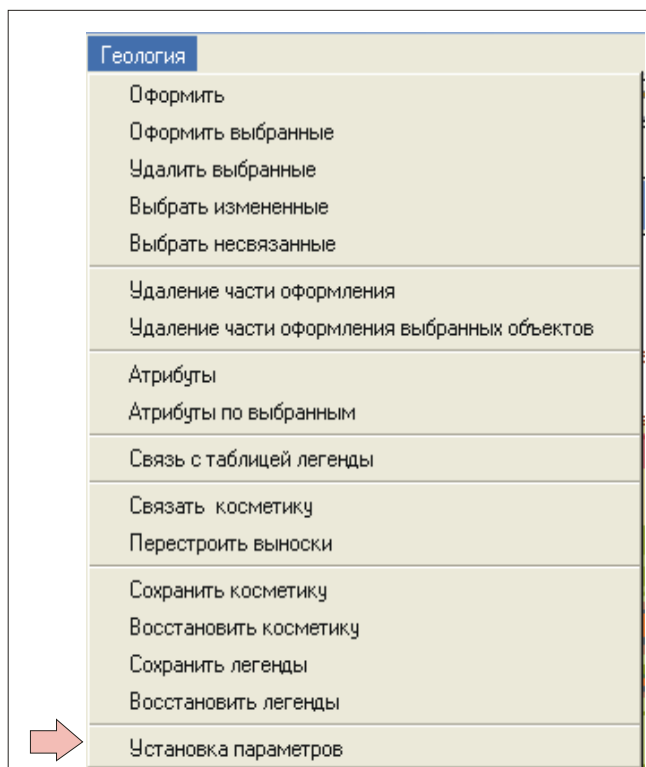 Геология
Оформить
Оформить выбранные
Удалить выбранные
Выбрать измененные
Выбрать несвязанные
Удаление части оформления
Удаление части оформления выбранных объектов
Атрибуты
Атрибуты по выбранным
Связь с таблицей легенды
Связать косметику
Перестроить выноски
Сохранить косметику
Восстановить косметику
Сохранить легенды
Восстановить легенды
Установка параметров